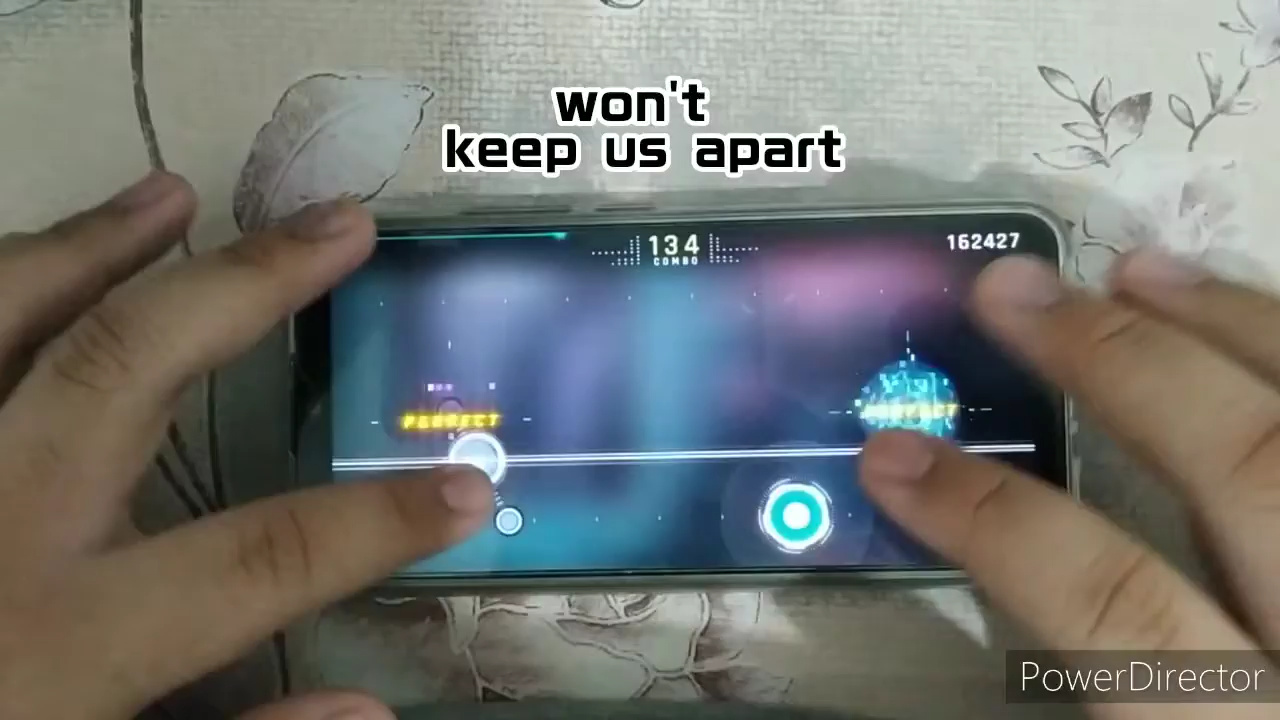 won't
keep us apart
134
COMBO
162427
PERFECT
PERFECT
PowerDirector